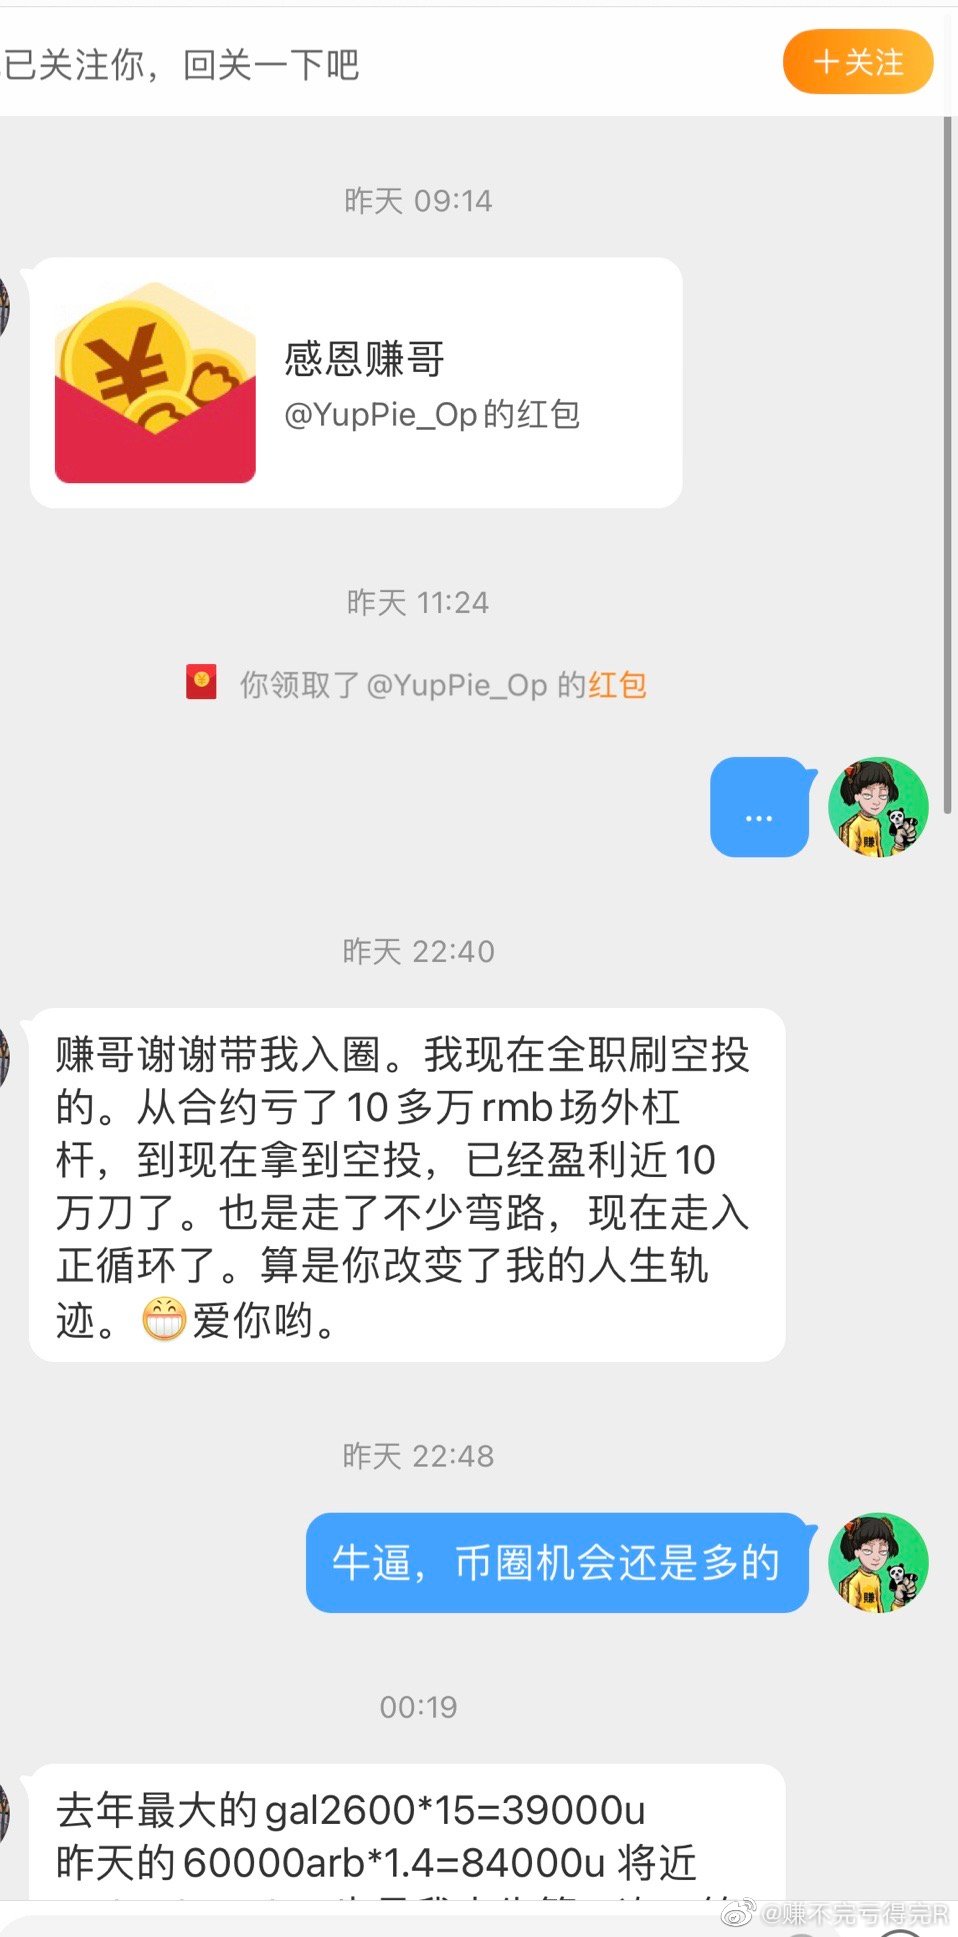 已关注你，回关一下吧
+关注
昨天 09:14
感恩赚哥
@YupPie_Op的红包
昨天 11:24
你领取了@YupPie_Op 的红包
...
昨天 22:40
赚哥谢谢带我入圈。我现在全职刷空投
的。从合约亏了10多万rmb场外杠
杆，到现在拿到空投，已经盈利近10
万刀了。也是走了不少弯路，现在走入
正循环了。算是你改变了我的人生轨
迹。😁爱你哟。
昨天 22:48
牛逼，币圈机会还是多的
00:19
去年最大的gal2600*15=39000u
昨天的60000arb*1.4=84000u 将近
@赚不完亏得完R